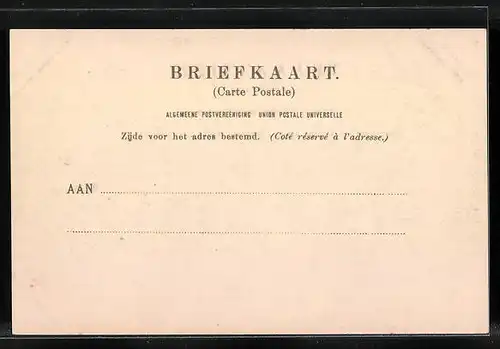 BRIEFKAART.
(Carte Postale)
ALGEMEENE POSTVEREENIGING UNION POSTALE UNIVERSELLE
Zijde voor het adres bestemd. (Coté réservé à l'adresse.)
AAN